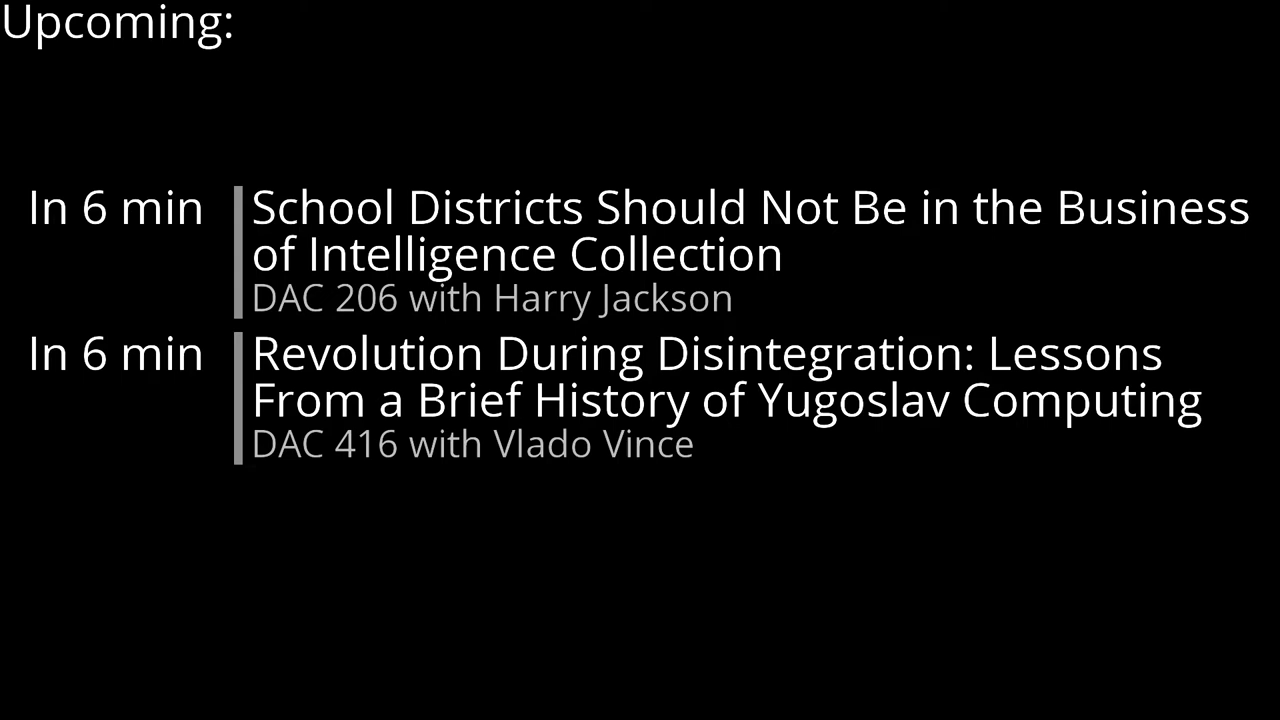 Upcoming:
In 6 min
School Districts Should Not Be in the Business
of Intelligence Collection
DAC 206 with Harry Jackson
In 6 min
Revolution During Disintegration: Lessons
From a Brief History of Yugoslav Computing
DAC 416 with Vlado Vince